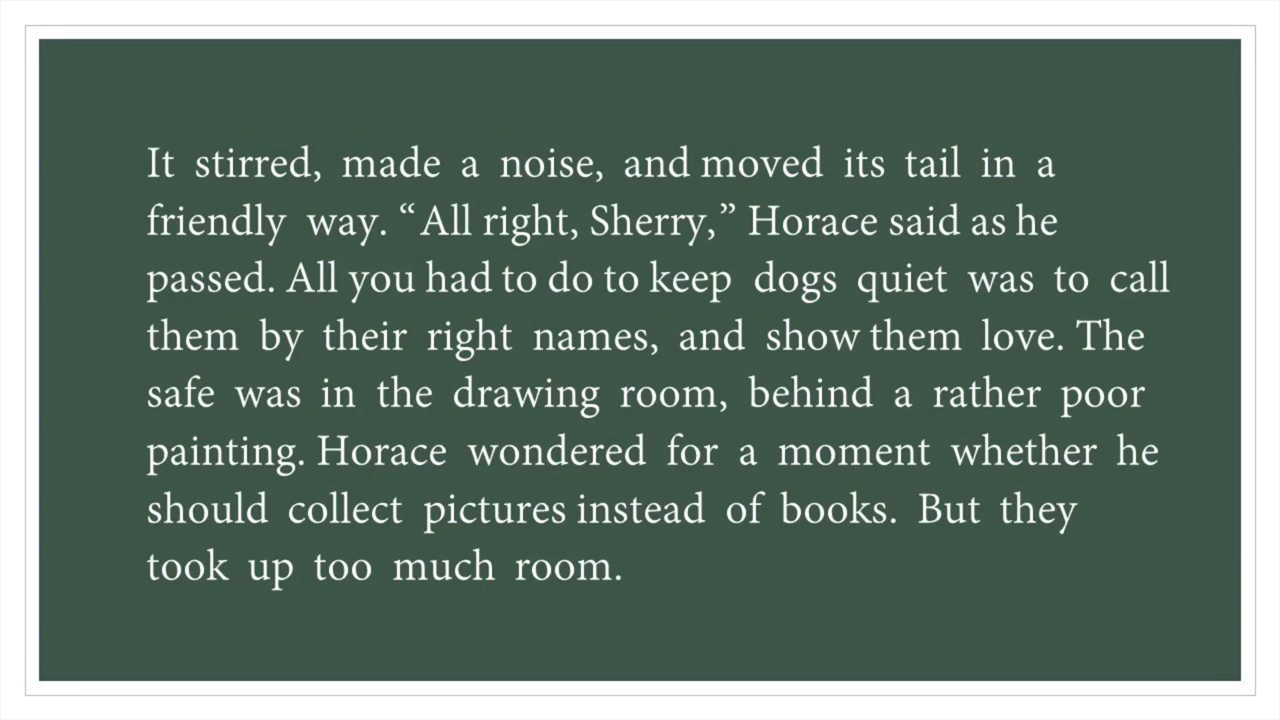 It stirred, made a noise, and moved its tail in a
friendly way. “All right, Sherry,” Horace said as he
passed. All you had to do to keep dogs quiet was to call
them by their right names, and show them love. The
safe was in the drawing room, behind a rather poor
painting. Horace wondered for a moment whether he
should collect pictures instead of books. But they
took up too much room.